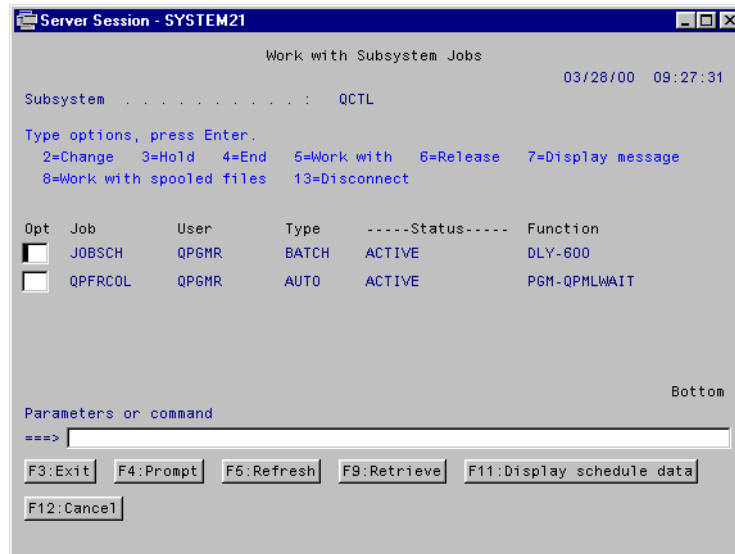 Server Session - SYSTEM21
Work with Subsystem Jobs
03/28/00 09:27:31
Subsystem . . . . . . . . . . : QCTL
Type options, press Enter.
2=Change 3=Hold 4=End 5=Work with 6=Release 7=Display message
8=Work with spooled files 13=Disconnect
Opt Job User Type -----Status----- Function
JOBSCH QPGMR BATCH ACTIVE DLY-600
QPFRCOL QPGMR AUTO ACTIVE PGM-QPMLWAIT
Bottom
Parameters or command
===>
F3:Exit F4:Prompt F5:Refresh F9:Retrieve F11:Display schedule data
F12:Cancel